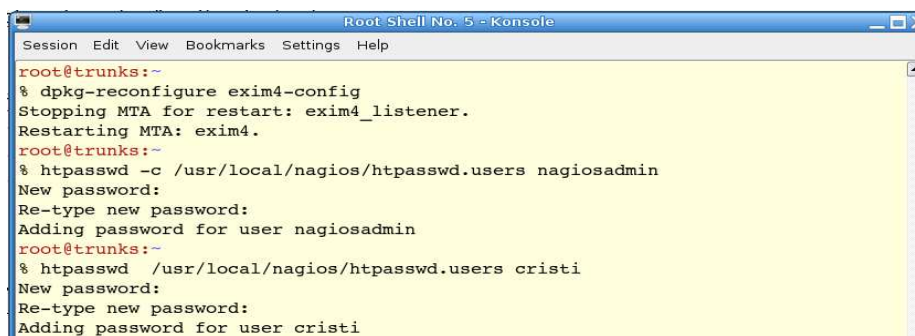 Root Shell No. 5 - Konsole
Session Edit View Bookmarks Settings Help
root@trunks:~
% dpkg-reconfigure exim4-config
Stopping MTA for restart: exim4_listener.
Restarting MTA: exim4.
root@trunks:~
% htpasswd -c /usr/local/nagios/htpasswd.users nagiosadmin
New password:
Re-type new password:
Adding password for user nagiosadmin
root@trunks:~
% htpasswd  /usr/local/nagios/htpasswd.users cristi
New password:
Re-type new password:
Adding password for user cristi